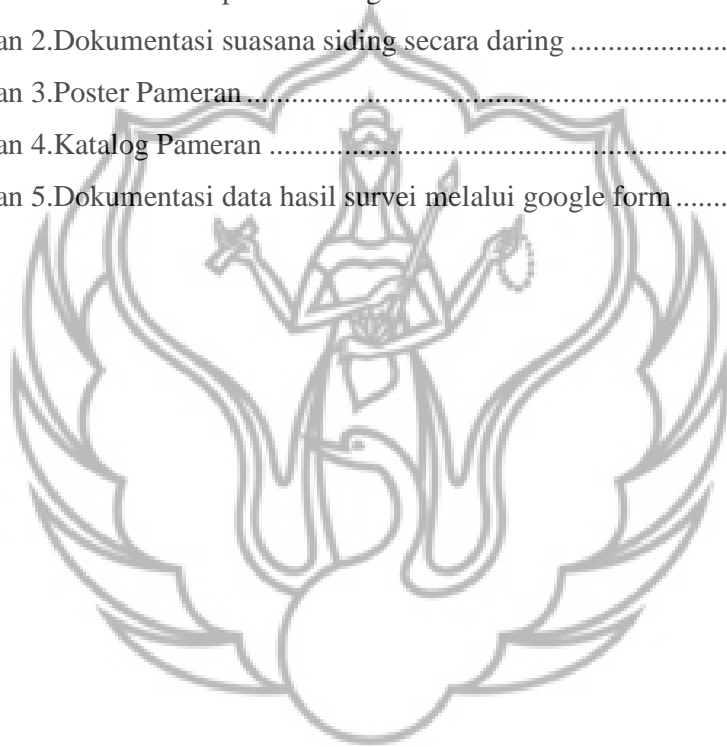 an 2.Dokumentasi suasana siding secara daring ......................
an 3.Poster Pameran ..................................................................
an 4.Katalog Pameran ...............................................................
an 5.Dokumentasi data hasil survei melalui google form .......